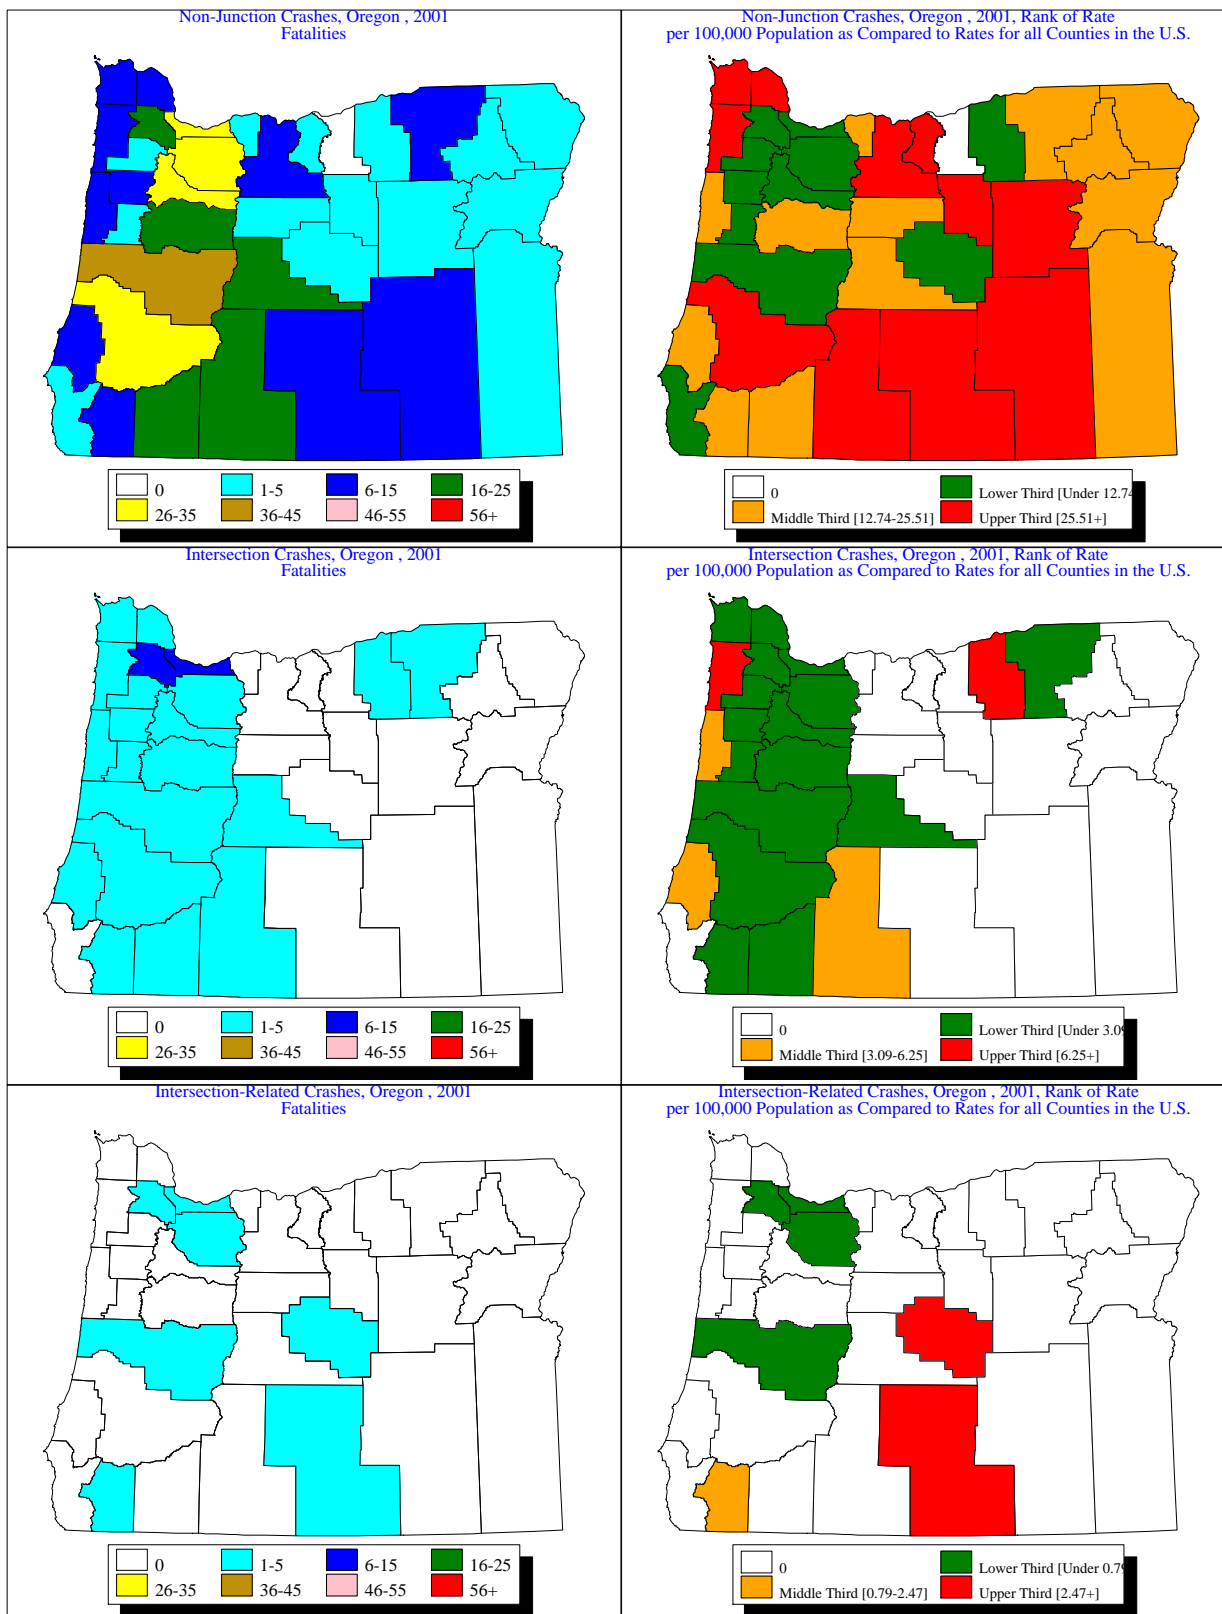 Non-Junction Crashes, Oregon , 2001
Fatalities
0 1-5 6-15 16-25
26-35 36-45 46-55 56+
Non-Junction Crashes, Oregon , 2001, Rank of Rate
per 100,000 Population as Compared to Rates for all Counties in the U.S.
0 Lower Third [Under 12.74
Middle Third [12.74-25.51] Upper Third [25.51+]
Intersection Crashes, Oregon , 2001
Fatalities
0 1-5 6-15 16-25
26-35 36-45 46-55 56+
Intersection Crashes, Oregon , 2001, Rank of Rate
per 100,000 Population as Compared to Rates for all Counties in the U.S.
0 Lower Third [Under 3.09
Middle Third [3.09-6.25] Upper Third [6.25+]
Intersection-Related Crashes, Oregon , 2001
Fatalities
0 1-5 6-15 16-25
26-35 36-45 46-55 56+
Intersection-Related Crashes, Oregon , 2001, Rank of Rate
per 100,000 Population as Compared to Rates for all Counties in the U.S.
0 Lower Third [Under 0.79
Middle Third [0.79-2.47] Upper Third [2.47+]